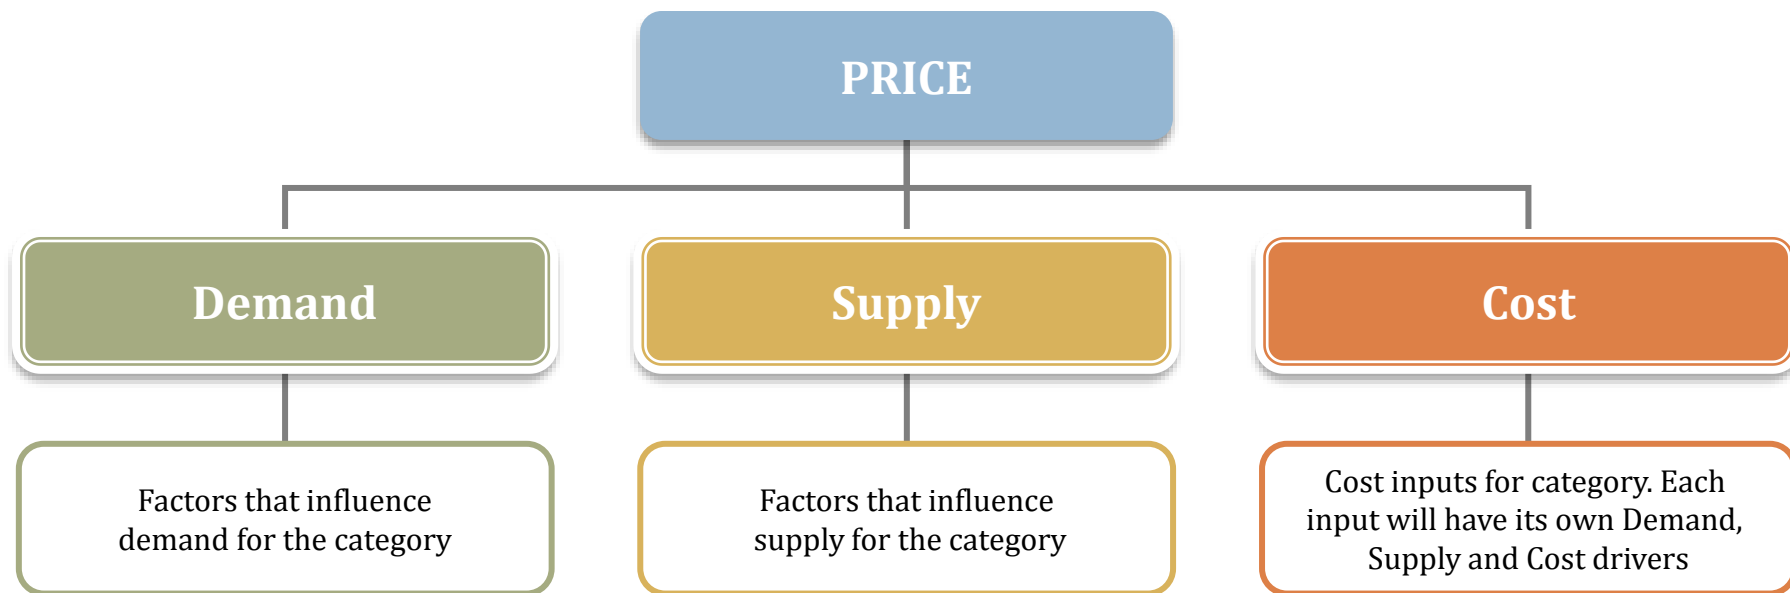 PRICE
Demand
Supply
Cost
Factors that influence
demand for the category
Factors that influence
supply for the category
Cost inputs for category. Each
input will have its own Demand,
Supply and Cost drivers